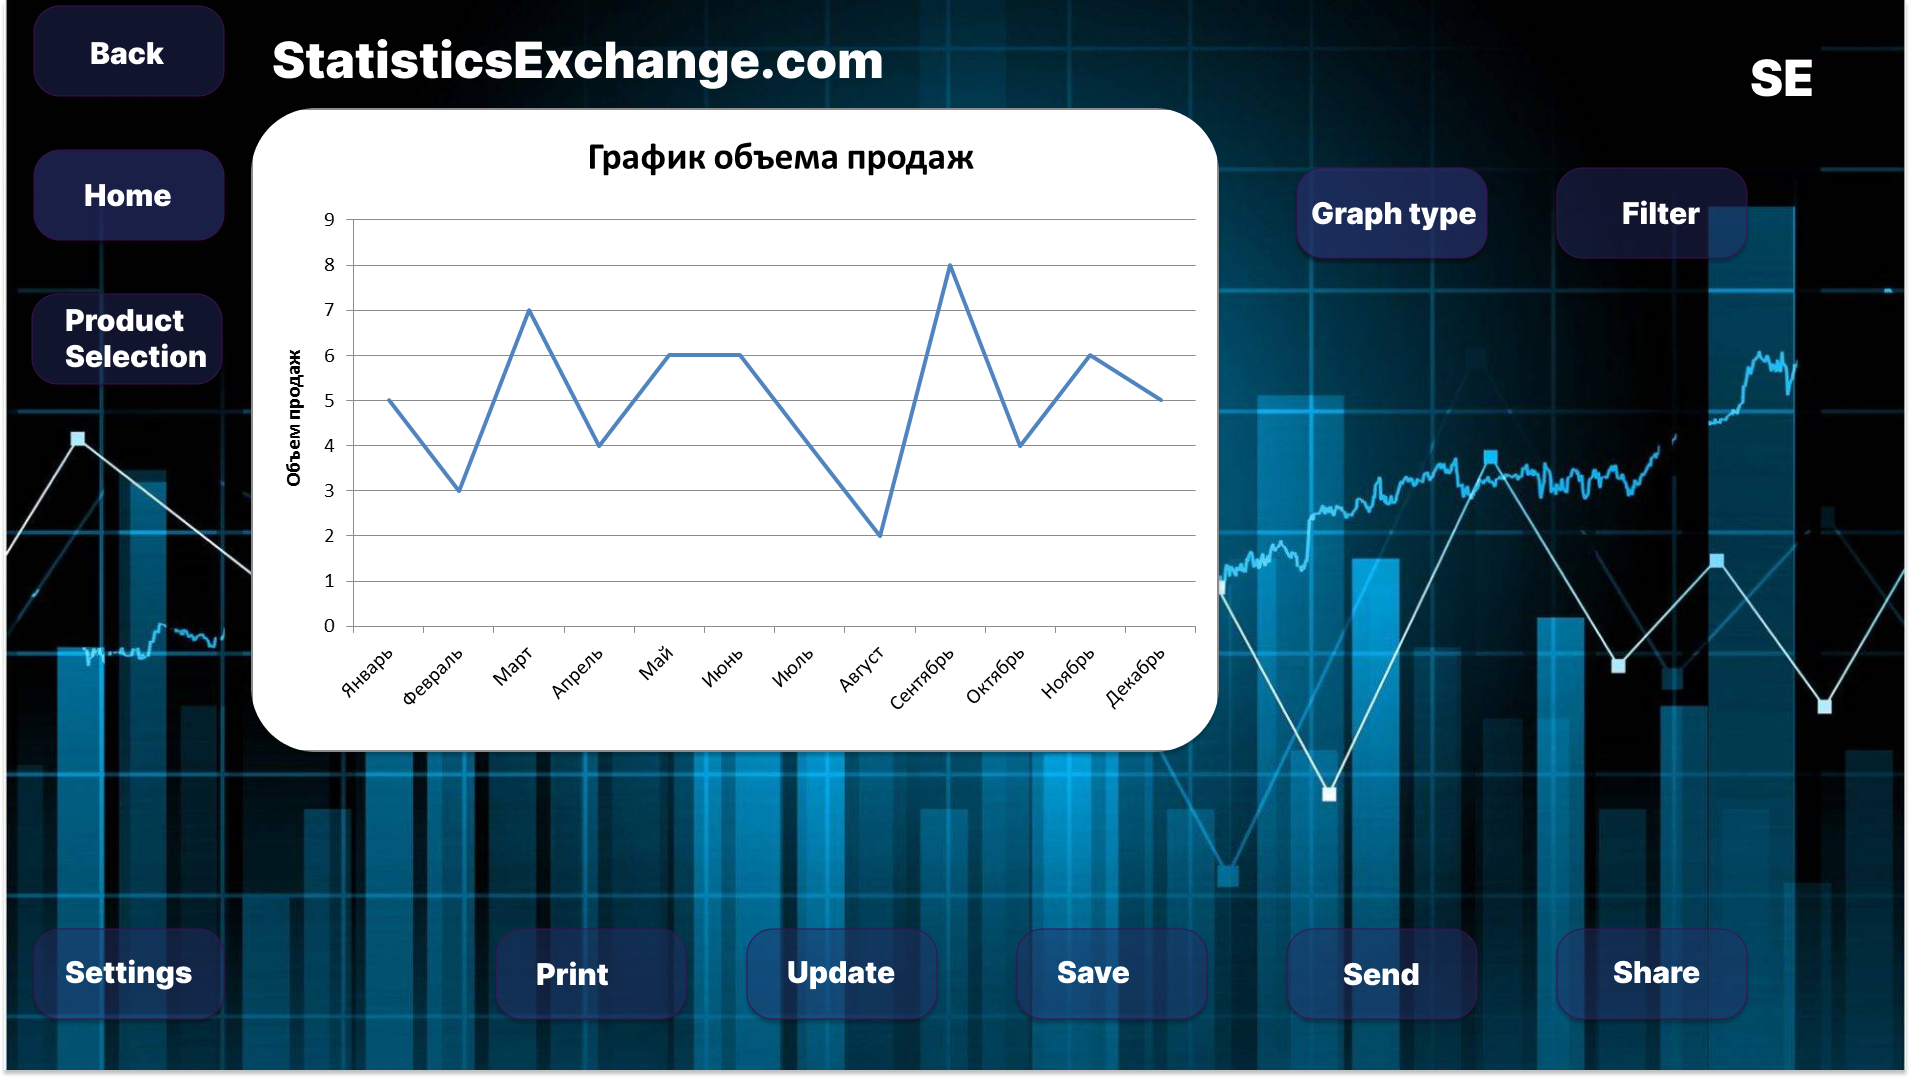 Back
StatisticsExchange.com
SE
Home
Product
Selection
График объема продаж
Graph type
Filter
Объем продаж
9
8
7
6
5
4
3
2
1
0
Январь
Февраль
Март
Апрель
Май
Июнь
Июль
Август
Сентябрь
Октябрь
Ноябрь
Декабрь
Settings
Print
Update
Save
Send
Share